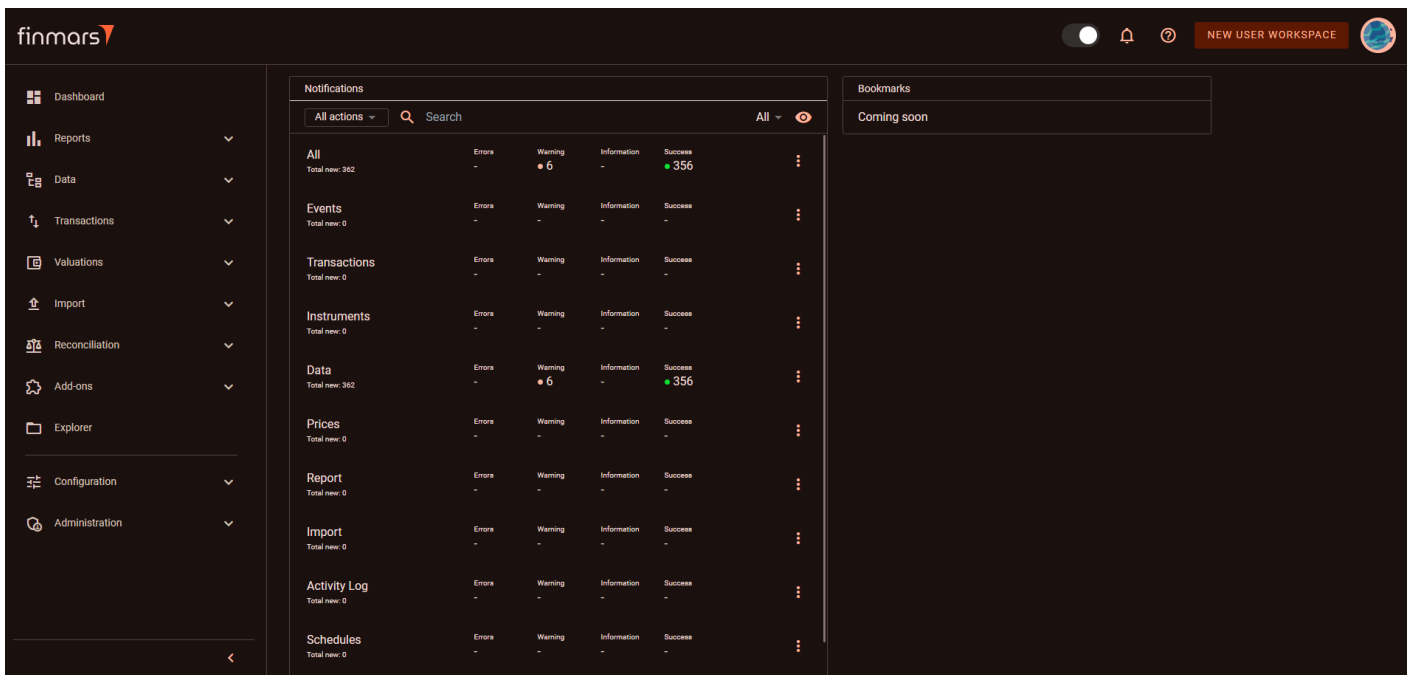 finmars
NEW USER WORKSPACE
Dashboard
Reports
Data
Transactions
Valuations
Import
Reconciliation
Add-ons
Explorer
Configuration
Administration
Notifications
All actions
Search
All
All
Total new: 362
Errors Warning Information Success
- 6 - 356
Events
Total new: 0
Errors Warning Information Success
- - - -
Transactions
Total new: 0
Errors Warning Information Success
- - - -
Instruments
Total new: 0
Errors Warning Information Success
- - - -
Data
Total new: 362
Errors Warning Information Success
- 6 - 356
Prices
Total new: 0
Errors Warning Information Success
- - - -
Report
Total new: 0
Errors Warning Information Success
- - - -
Import
Total new: 0
Errors Warning Information Success
- - - -
Activity Log
Total new: 0
Errors Warning Information Success
- - - -
Schedules
Total new: 0
Errors Warning Information Success
- - - -
Bookmarks
Coming soon